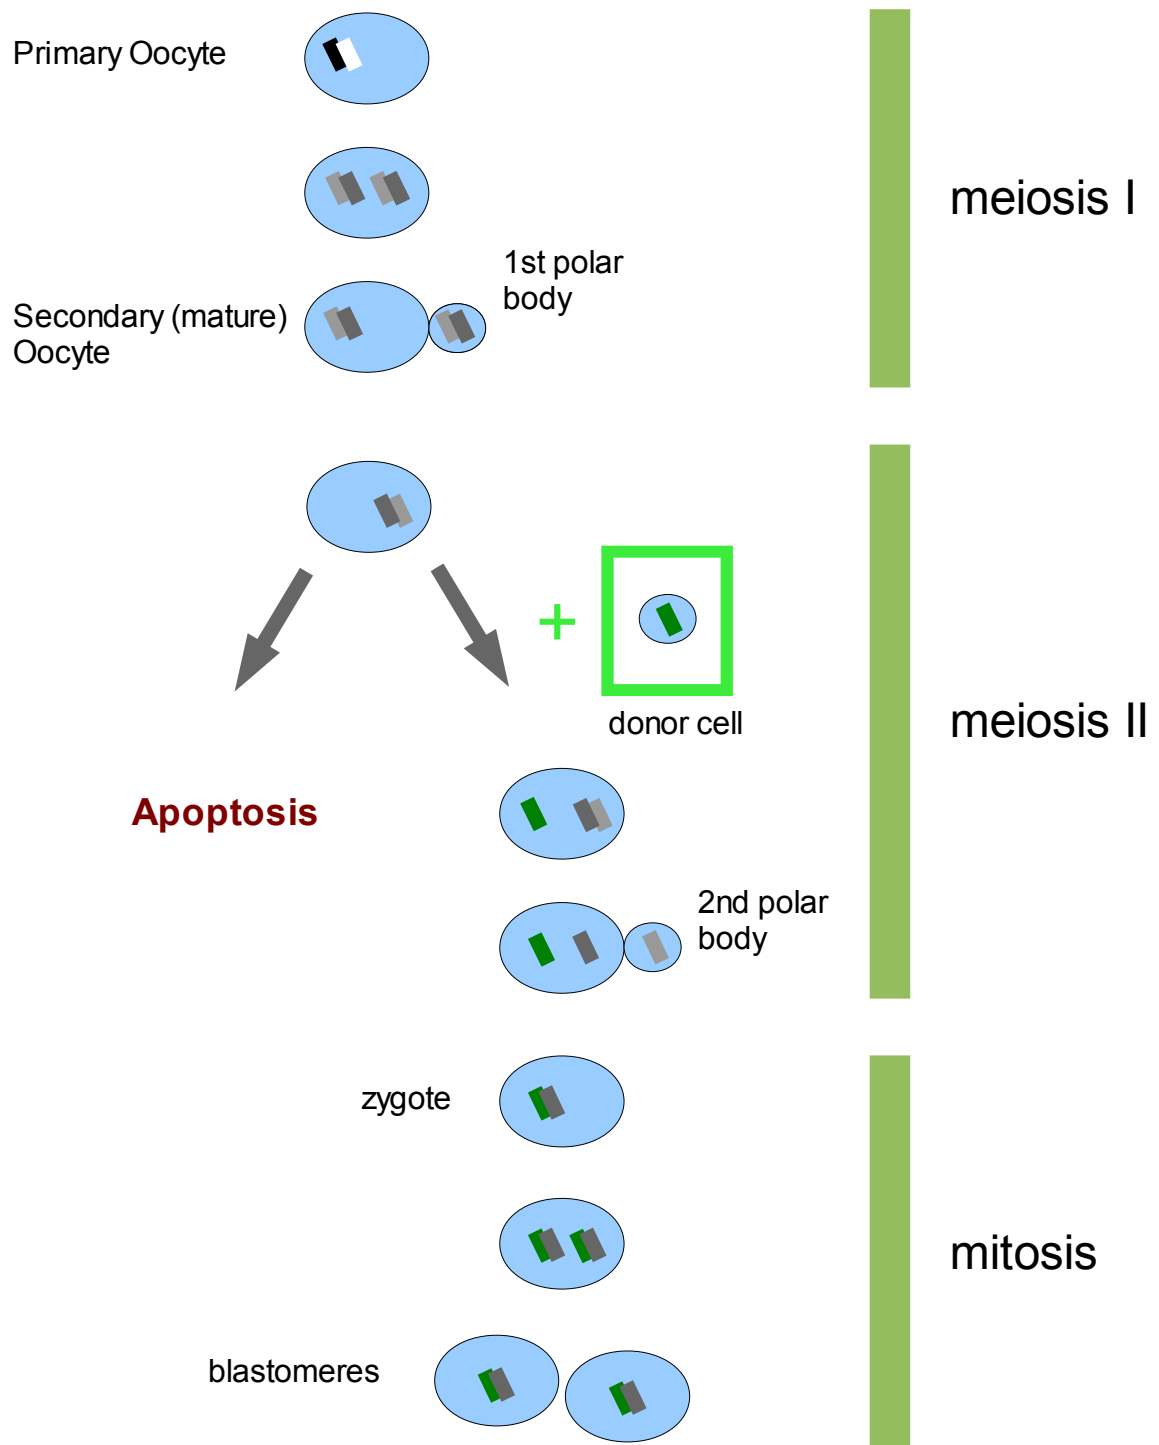 Primary Oocyte
meiosis I
1st polar
body
Secondary (mature)
Oocyte
+
donor cell
meiosis II
Apoptosis
2nd polar
body
zygote
mitosis
blastomeres